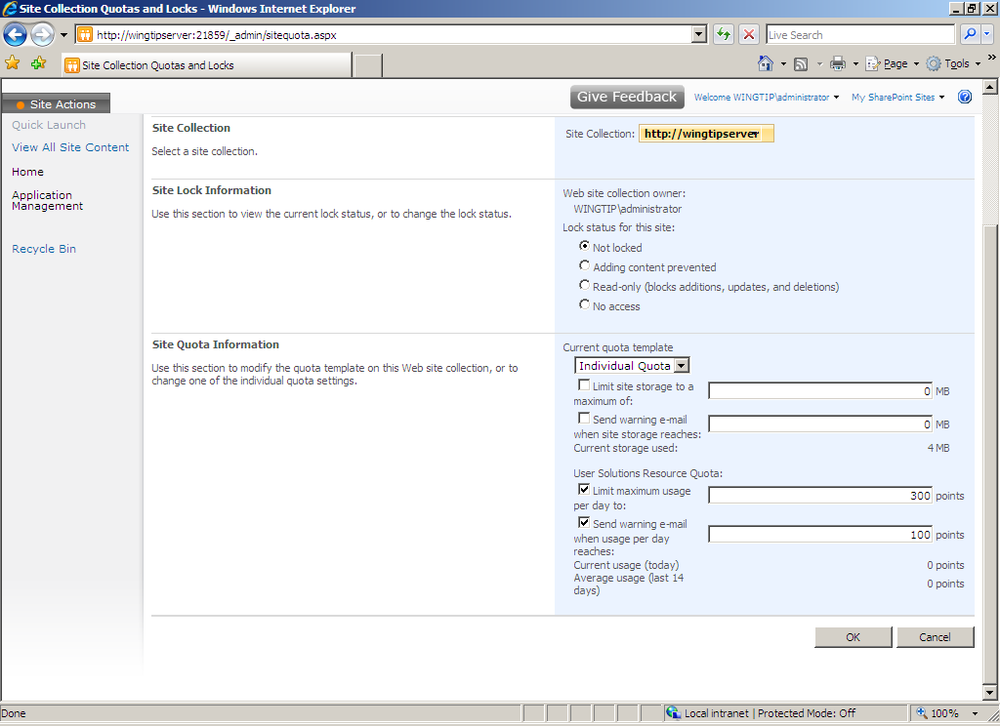 Site Collection Quotas and Locks - Windows Internet Explorer
http://wingtipserver:21859/_admin/sitequota.aspx
Live Search
Site Collection Quotas and Locks
Page
Tools
Site Actions
Give Feedback
Welcome WINGTIP\administrator
My SharePoint Sites
Quick Launch
View All Site Content
Home
Application
Management
Recycle Bin
Site Collection
Select a site collection.
Site Collection: http://wingtipserver
Site Lock Information
Use this section to view the current lock status, or to change the lock status.
Web site collection owner:
WINGTIP\administrator
Lock status for this site:
Not locked
Adding content prevented
Read-only (blocks additions, updates, and deletions)
No access
Site Quota Information
Use this section to modify the quota template on this Web site collection, or to
change one of the individual quota settings.
Current quota template
Individual Quota
Limit site storage to a
maximum of:
0 MB
Send warning e-mail
when site storage reaches:
0 MB
Current storage used: 4 MB
User Solutions Resource Quota:
Limit maximum usage
per day to:
300 points
Send warning e-mail
when usage per day
reaches:
100 points
Current usage (today) 0 points
Average usage (last 14
days)
0 points
OK
Cancel
Done
Local intranet | Protected Mode: Off
100%